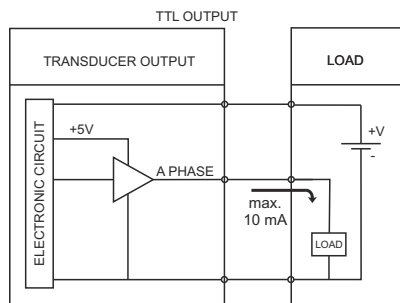 TTL OUTPUT
TRANSDUCER OUTPUT
LOAD
ELECTRONIC CIRCUIT
+5V
A PHASE
max.
10 mA
+V
-
LOAD